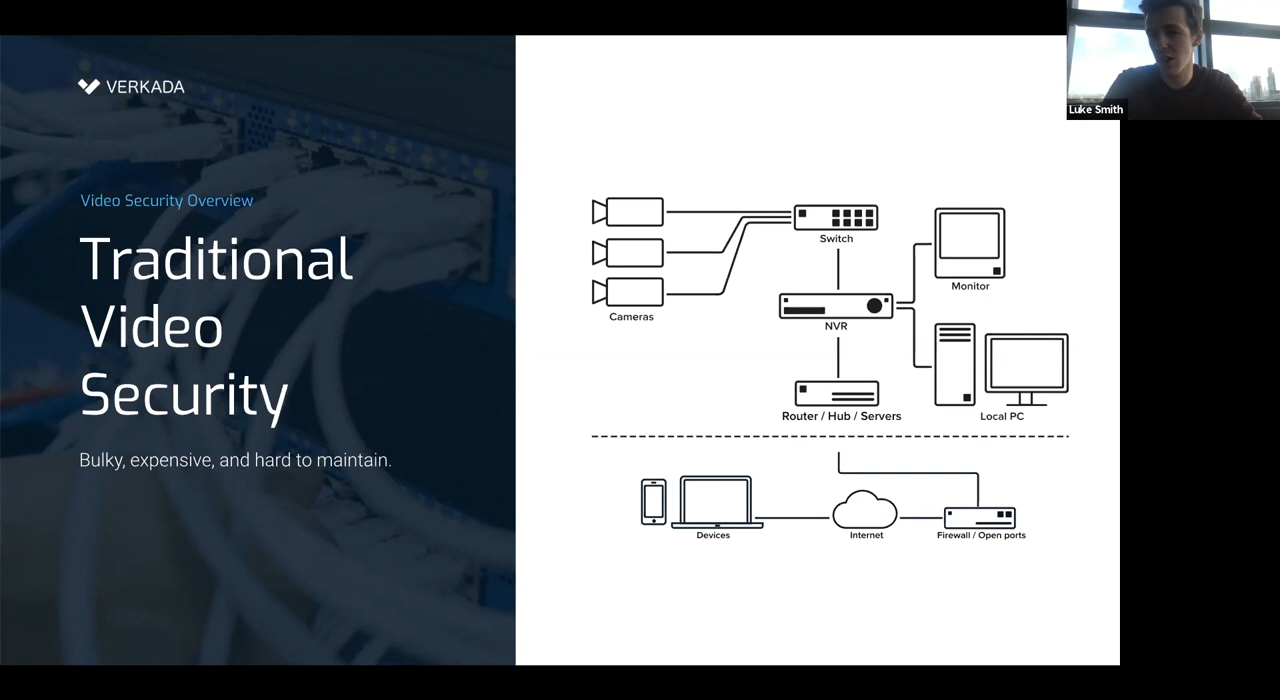 VERKADA
Video Security Overview
Traditional
Video
Security
Bulky, expensive, and hard to maintain.
Cameras
Switch
Monitor
NVR
Router / Hub / Servers
Local PC
Devices
Internet
Firewall / Open ports
Luke Smith